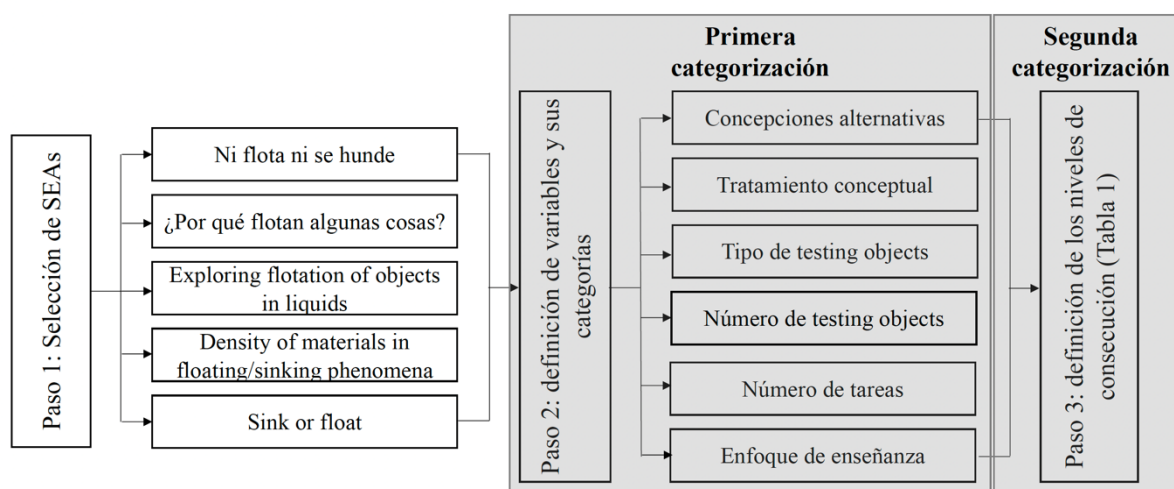 Primera
categorización
Segunda
categorización
Paso 1: Selección de SEAs
Ni flota ni se hunde
¿Por qué flotan algunas cosas?
Exploring flotation of objects
in liquids
Density of materials in
floating/sinking phenomena
Sink or float
Paso 2: definición de variables y sus
categorías
Concepciones alternativas
Tratamiento conceptual
Tipo de testing objects
Número de testing objects
Número de tareas
Enfoque de enseñanza
Paso 3: definición de los niveles de
consecución (Tabla 1)